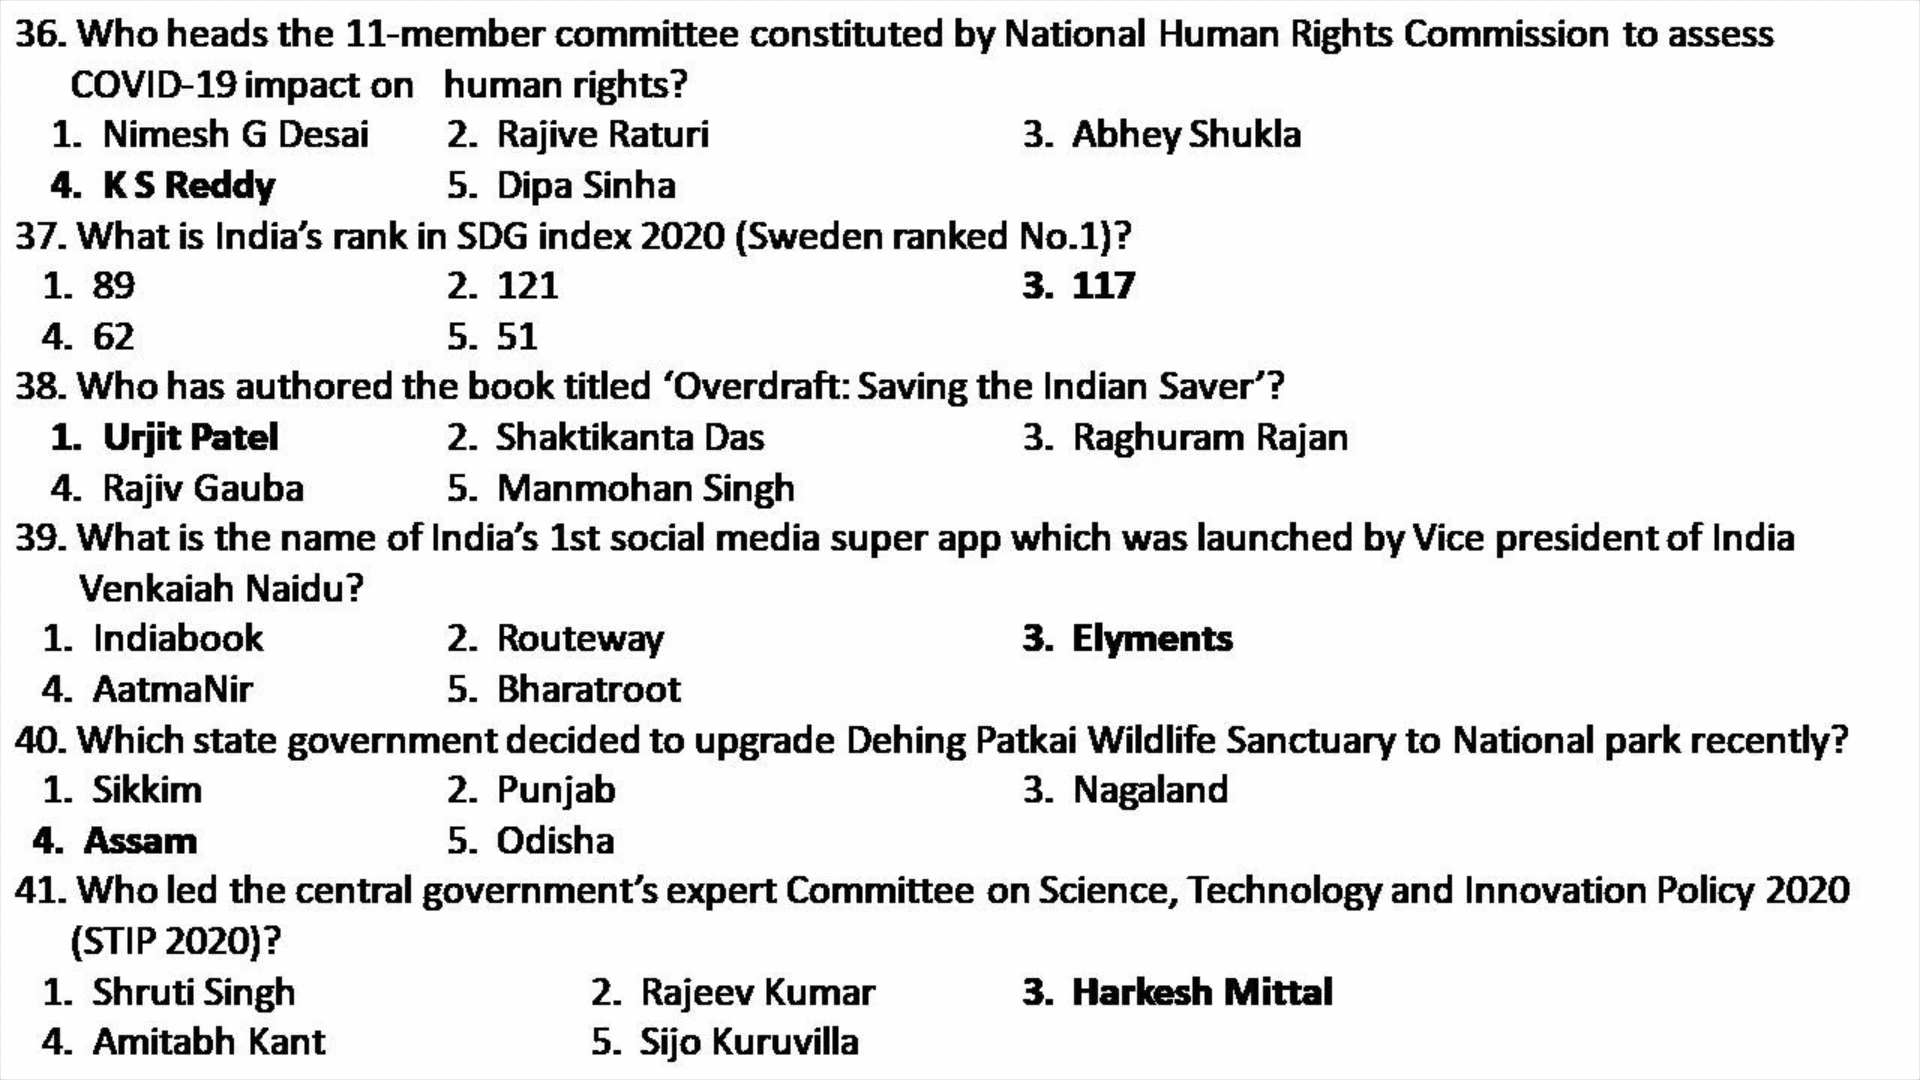 36. Who heads the 11-member committee constituted by National Human Rights Commission to assess
COVID-19 impact on human rights?
1. Nimesh G Desai 2. Rajive Raturi 3. Abhey Shukla
4. K S Reddy 5. Dipa Sinha
37. What is India’s rank in SDG index 2020 (Sweden ranked No.1)?
1. 89 2. 121 3. 117
4. 62 5. 51
38. Who has authored the book titled ‘Overdraft: Saving the Indian Saver’?
1. Urjit Patel 2. Shaktikanta Das 3. Raghuram Rajan
4. Rajiv Gauba 5. Manmohan Singh
39. What is the name of India’s 1st social media super app which was launched by Vice president of India
Venkaiah Naidu?
1. Indiabook 2. Routeway 3. Elyments
4. AatmaNir 5. Bharatroot
40. Which state government decided to upgrade Dehing Patkai Wildlife Sanctuary to National park recently?
1. Sikkim 2. Punjab 3. Nagaland
4. Assam 5. Odisha
41. Who led the central government’s expert Committee on Science, Technology and Innovation Policy 2020
(STIP 2020)?
1. Shruti Singh 2. Rajeev Kumar 3. Harkesh Mittal
4. Amitabh Kant 5. Sijo Kuruvilla